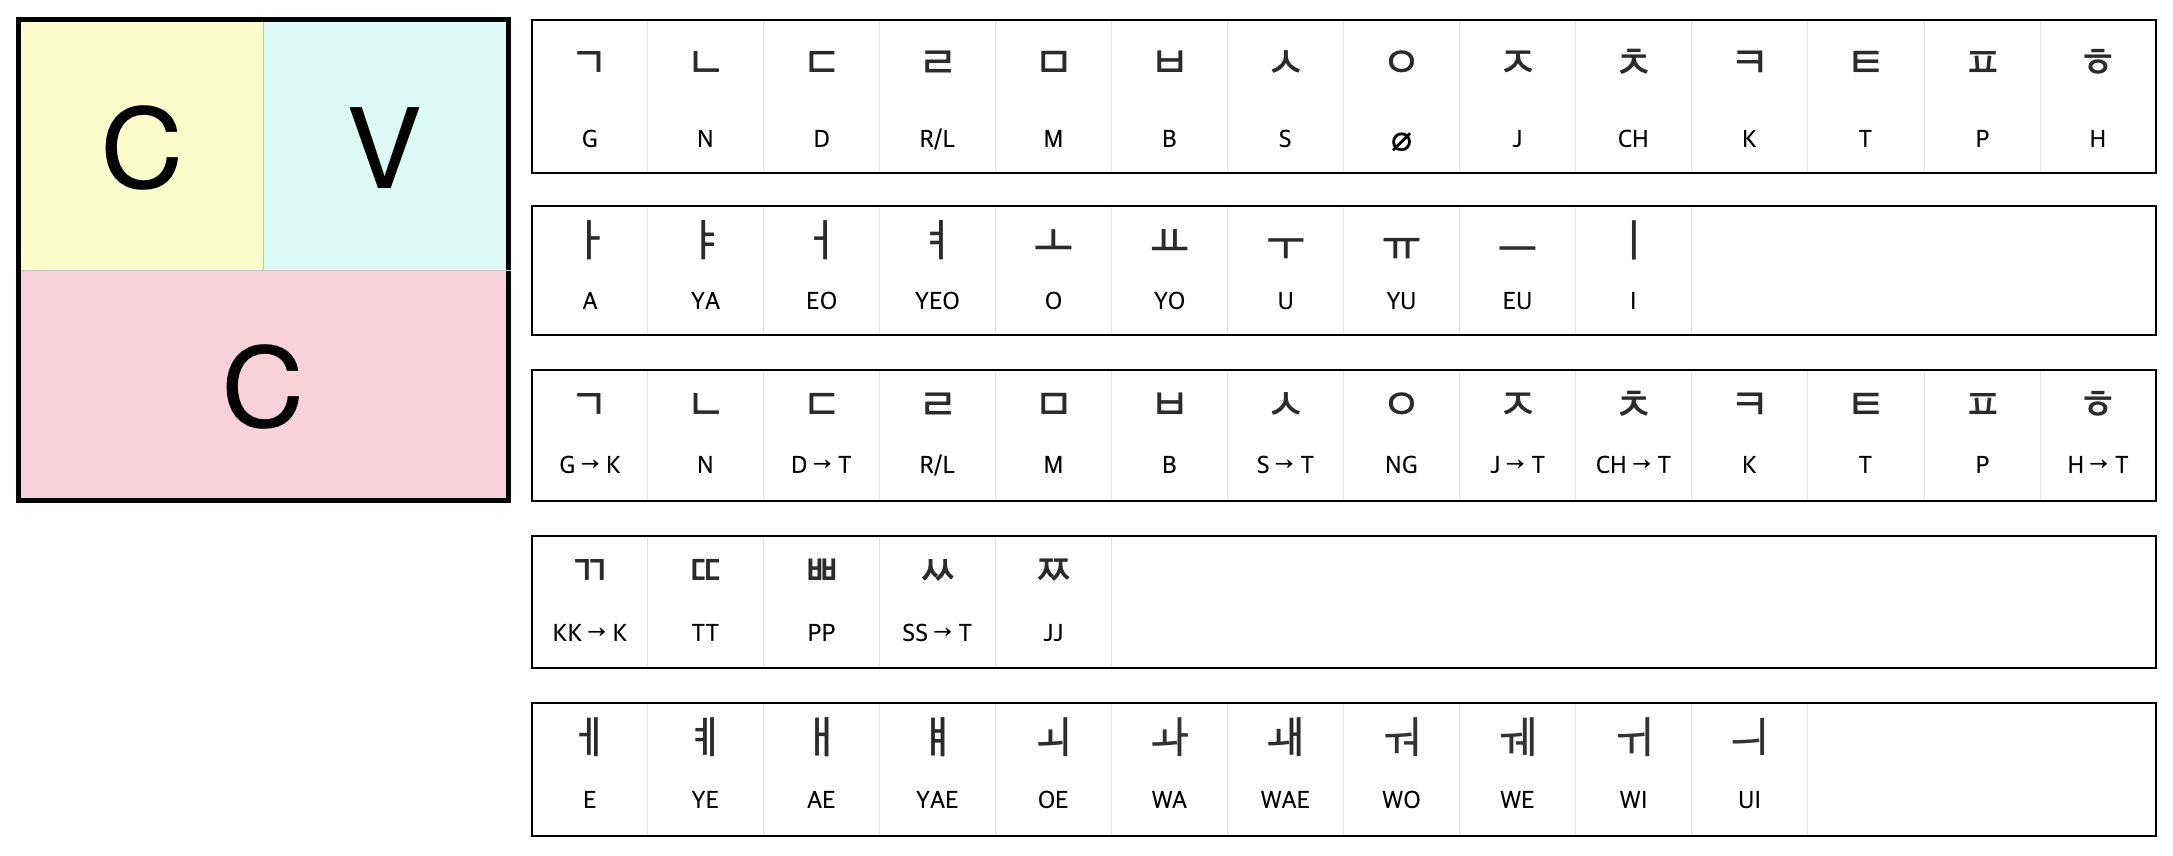 C V
C
ㄱ ㄴ ㄷ ㄹ ㅁ ㅂ ㅅ ㅇ ㅈ ㅊ ㅋ ㅌ ㅍ ㅎ
G N D R/L M B S ∅ J CH K T P H
ㅏ ㅑ ㅓ ㅕ ㅗ ㅛ ㅜ ㅠ ㅡ ㅣ
A YA EO YEO O YO U YU EU I
ㄱ ㄴ ㄷ ㄹ ㅁ ㅂ ㅅ ㅇ ㅈ ㅊ ㅋ ㅌ ㅍ ㅎ
G→K N D→T R/L M B S→T NG J→T CH→T K T P H→T
ㄲ ㄸ ㅃ ㅆ ㅉ
KK→K TT PP SS→T JJ
ㅔ ㅖ ㅐ ㅒ ㅚ ㅘ ㅙ ㅝ ㅞ ㅟ ㅢ
E YE AE YAE OE WA WAE WO WE WI UI